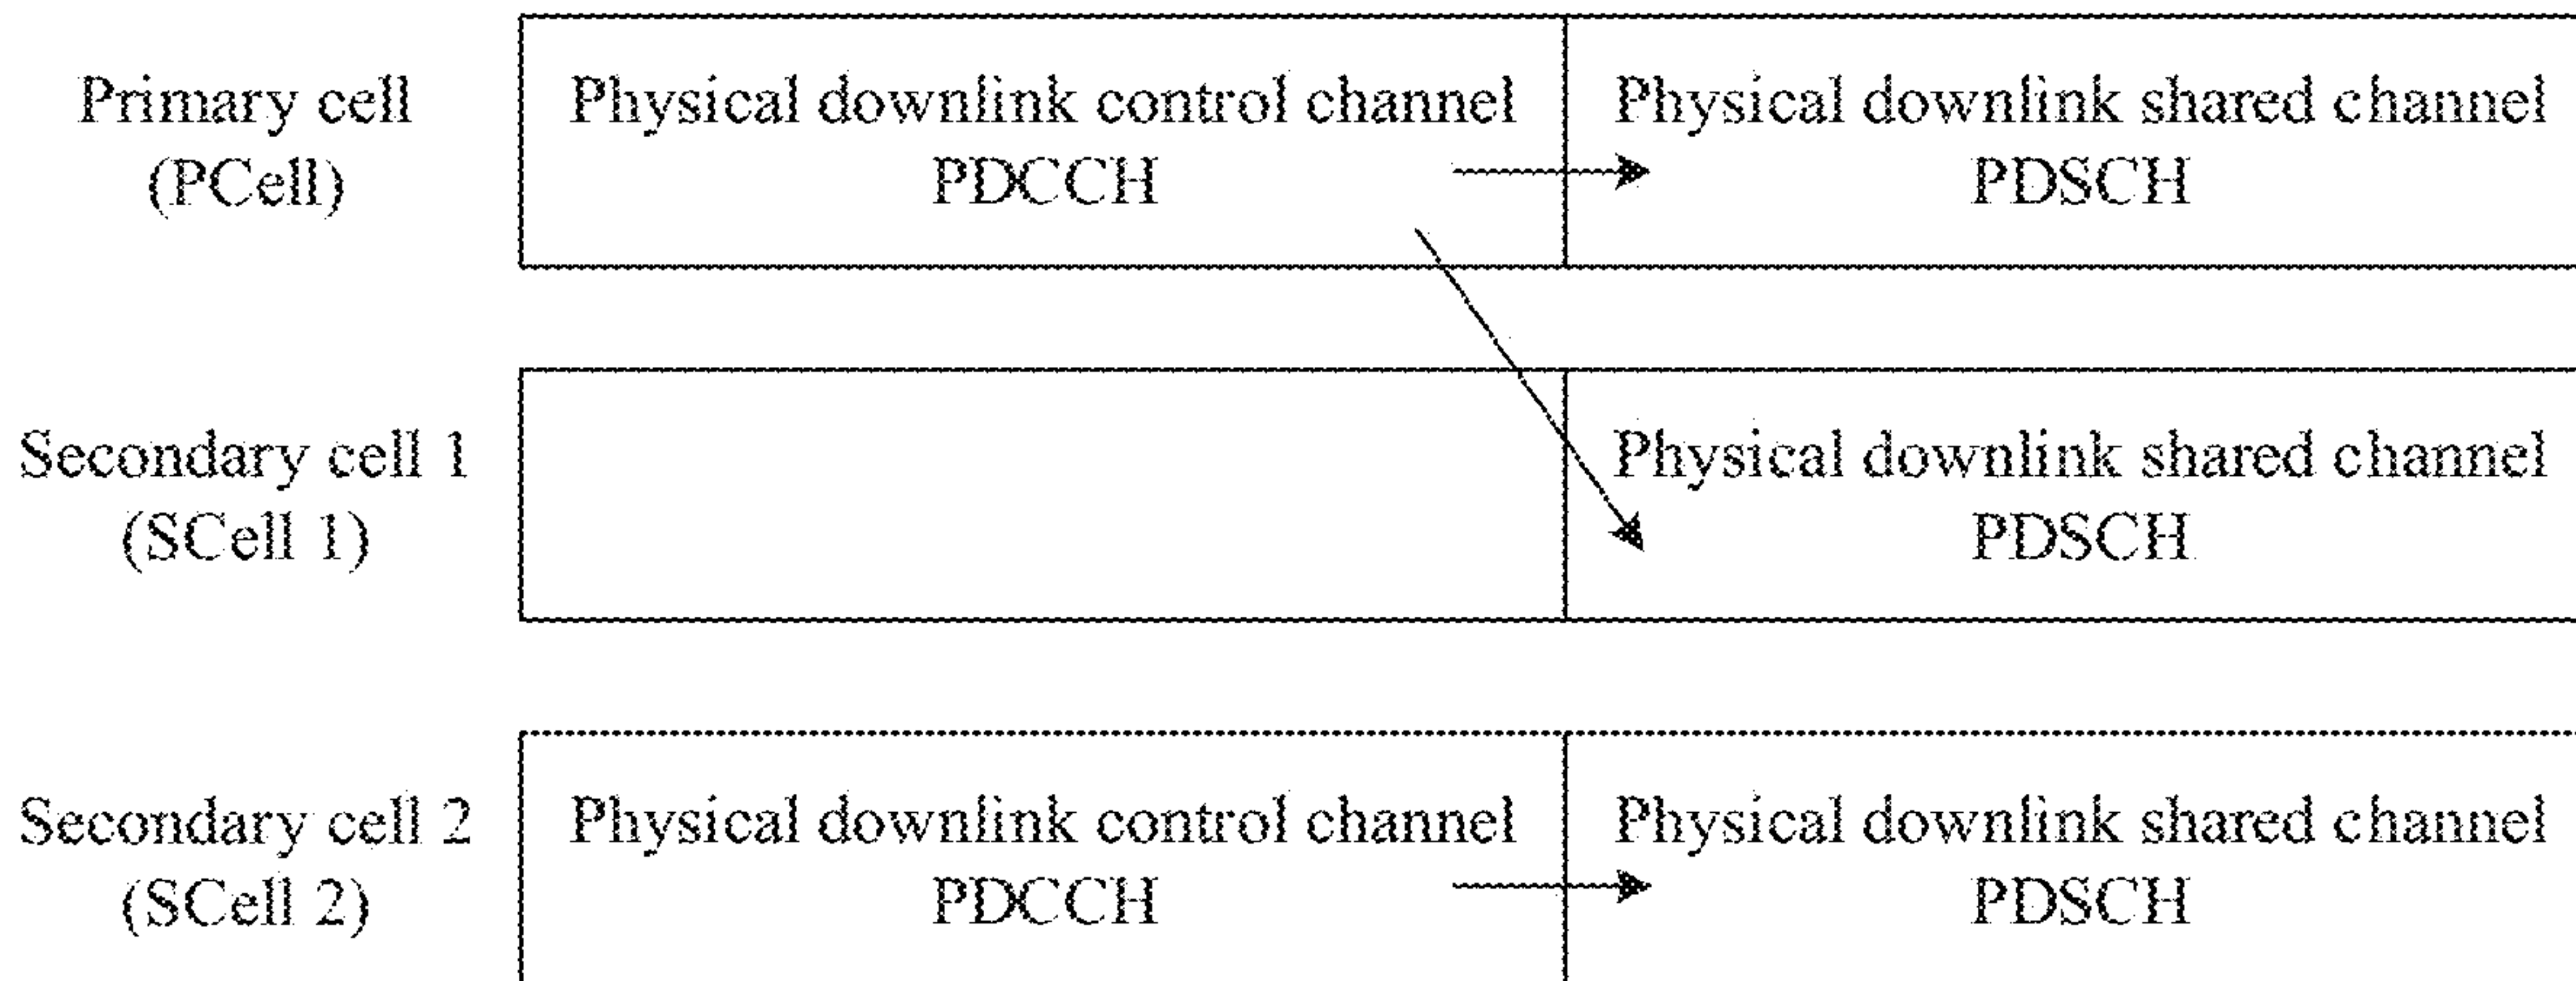 Primary cell
(PCell)
Physical downlink control channel
PDCCH
Physical downlink shared channel
PDSCH
Secondary cell 1
(SCell 1)
Physical downlink shared channel
PDSCH
Secondary cell 2
(SCell 2)
Physical downlink control channel
PDCCH
Physical downlink shared channel
PDSCH